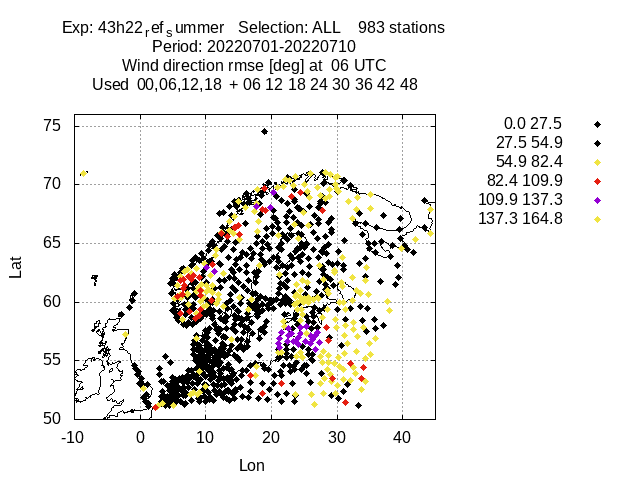 Exp: 43h22ref summer Selection: ALL 983 stations
Period: 20220701-20220710
Wind direction rmse [deg] at 06 UTC
Used 00,06,12,18 + 06 12 18 24 30 36 42 48
0.0 27.5
27.5 54.9
54.9 82.4
82.4 109.9
109.9 137.3
137.3 164.8
75
70
65
60
55
50
Lat
-10 0 10 20 30 40
Lon